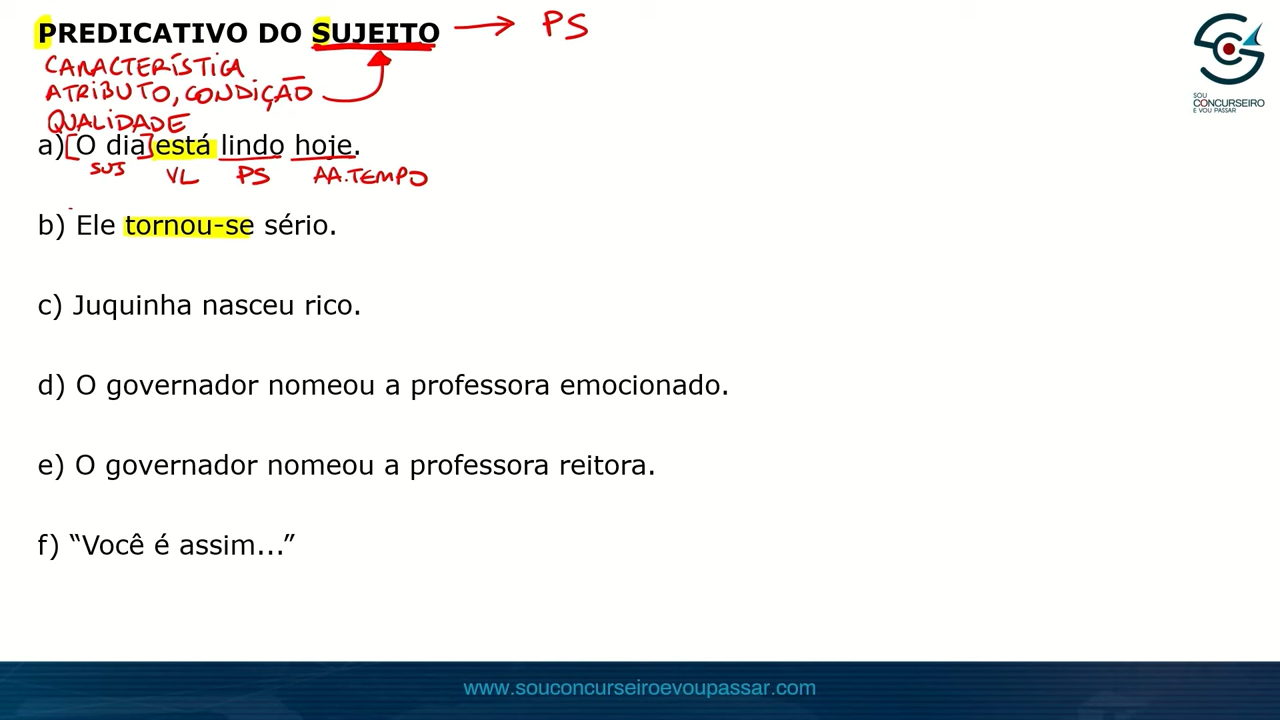 PREDICATIVO DO SUJEITO → PS
CARACTERÍSTICA
ATRIBUTO, CONDIÇÃO
QUALIDADE
a) [O dia] está lindo hoje.
SUJ VL PS AA.TEMPO
b) Ele tornou-se sério.
c) Juquinha nasceu rico.
d) O governador nomeou a professora emocionado.
e) O governador nomeou a professora reitora.
f) “Você é assim...”
SOU
CONCURSEIRO
E VOU PASSAR
www.souconcurseiroevoupassar.com